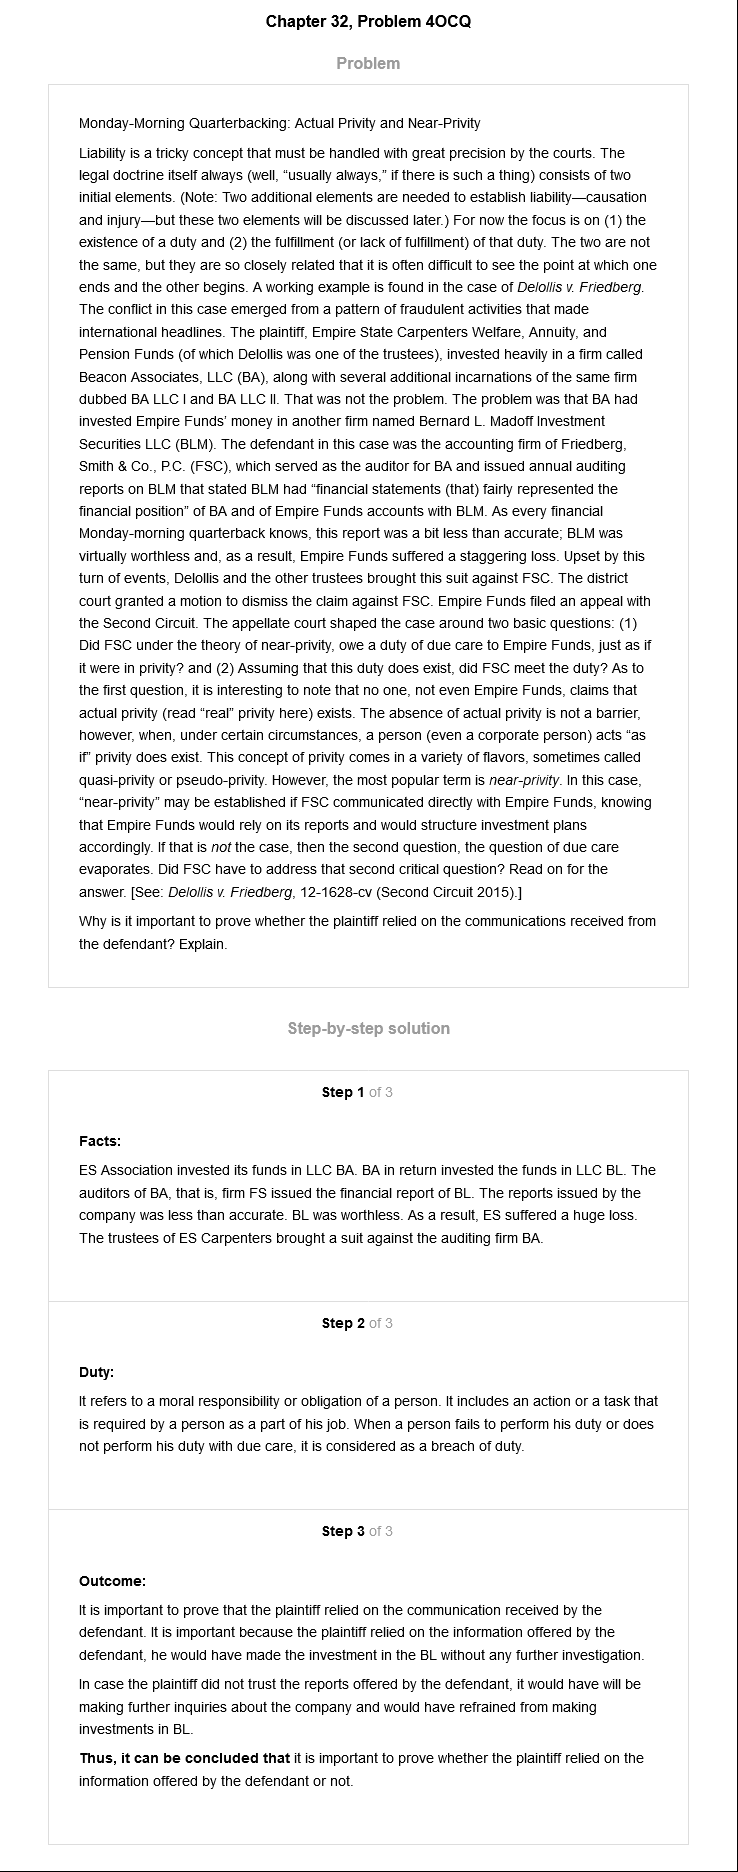 Chapter 32, Problem 4OCQ
Problem
Monday-Morning Quarterbacking: Actual Privity and Near-Privity
Liability is a tricky concept that must be handled with great precision by the courts. The
legal doctrine itself always (well, “usually always,” if there is such a thing) consists of two
initial elements. (Note: Two additional elements are needed to establish liability—causation
and injury—but these two elements will be discussed later.) For now the focus is on (1) the
existence of a duty and (2) the fulfillment (or lack of fulfillment) of that duty. The two are not
the same, but they are so closely related that it is often difficult to see the point at which one
ends and the other begins. A working example is found in the case of Delollis v. Friedberg.
The conflict in this case emerged from a pattern of fraudulent activities that made
international headlines. The plaintiff, Empire State Carpenters Welfare, Annuity, and
Pension Funds (of which Delollis was one of the trustees), invested heavily in a firm called
Beacon Associates, LLC (BA), along with several additional incarnations of the same firm
dubbed BA LLC I and BA LLC II. That was not the problem. The problem was that BA had
invested Empire Funds’ money in another firm named Bernard L. Madoff Investment
Securities LLC (BLM). The defendant in this case was the accounting firm of Friedberg,
Smith & Co., P.C. (FSC), which served as the auditor for BA and issued annual auditing
reports on BLM that stated BLM had “financial statements (that) fairly represented the
financial position” of BA and of Empire Funds accounts with BLM. As every financial
Monday-morning quarterback knows, this report was a bit less than accurate; BLM was
virtually worthless and, as a result, Empire Funds suffered a staggering loss. Upset by this
turn of events, Delollis and the other trustees brought this suit against FSC. The district
court granted a motion to dismiss the claim against FSC. Empire Funds filed an appeal with
the Second Circuit. The appellate court shaped the case around two basic questions: (1)
Did FSC under the theory of near-privity, owe a duty of due care to Empire Funds, just as if
it were in privity? and (2) Assuming that this duty does exist, did FSC meet the duty? As to
the first question, it is interesting to note that no one, not even Empire Funds, claims that
actual privity (read “real” privity here) exists. The absence of actual privity is not a barrier,
however, when, under certain circumstances, a person (even a corporate person) acts “as
if” privity does exist. This concept of privity comes in a variety of flavors, sometimes called
quasi-privity or pseudo-privity. However, the most popular term is near-privity. In this case,
“near-privity” may be established if FSC communicated directly with Empire Funds, knowing
that Empire Funds would rely on its reports and would structure investment plans
accordingly. If that is not the case, then the second question, the question of due care
evaporates. Did FSC have to address that second critical question? Read on for the
answer. [See: Delollis v. Friedberg, 12-1628-cv (Second Circuit 2015).]
Why is it important to prove whether the plaintiff relied on the communications received from
the defendant? Explain.
Step-by-step solution
Step 1 of 3
Facts:
ES Association invested its funds in LLC BA. BA in return invested the funds in LLC BL. The
auditors of BA, that is, firm FS issued the financial report of BL. The reports issued by the
company was less than accurate. BL was worthless. As a result, ES suffered a huge loss.
The trustees of ES Carpenters brought a suit against the auditing firm BA.
Step 2 of 3
Duty:
It refers to a moral responsibility or obligation of a person. It includes an action or a task that
is required by a person as a part of his job. When a person fails to perform his duty or does
not perform his duty with due care, it is considered as a breach of duty.
Step 3 of 3
Outcome:
It is important to prove that the plaintiff relied on the communication received by the
defendant. It is important because the plaintiff relied on the information offered by the
defendant, he would have made the investment in the BL without any further investigation.
In case the plaintiff did not trust the reports offered by the defendant, it would have will be
making further inquiries about the company and would have refrained from making
investments in BL.
Thus, it can be concluded that it is important to prove whether the plaintiff relied on the
information offered by the defendant or not.